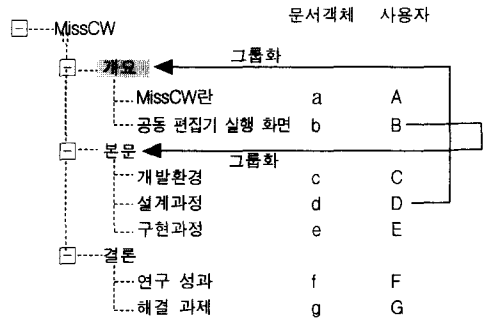 문서객체 사용자
MissCW
그룹화
개요
MissCW란 a A
공동 편집기 실행 화면 b B
본문
그룹화
개발환경 c C
설계과정 d D
구현과정 e E
결론
연구 성과 f F
해결 과제 g G